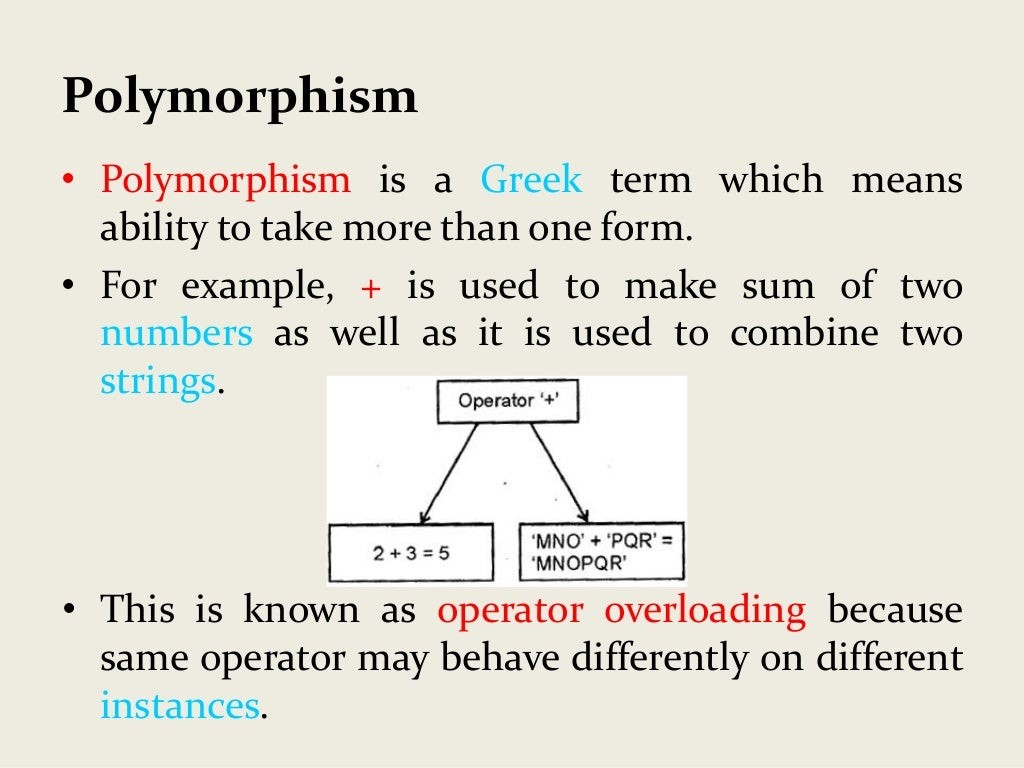 Polymorphism
• Polymorphism is a Greek term which means
ability to take more than one form.
• For example, + is used to make sum of two
numbers as well as it is used to combine two
strings.
Operator ‘+’
2 + 3 = 5
‘MNO’ + ‘PQR’ =
‘MNOPQR’
• This is known as operator overloading because
same operator may behave differently on different
instances.